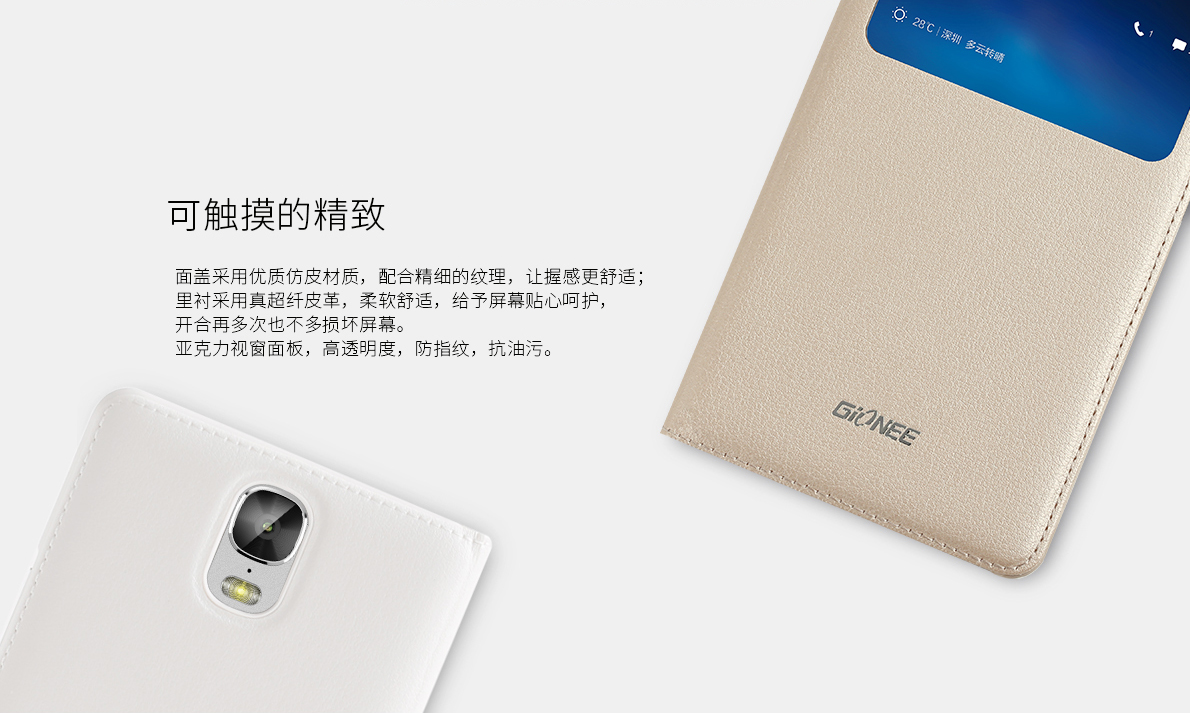 28℃ | 深圳 多云转晴
1
可触摸的精致
面盖采用优质仿皮材质，配合精细的纹理，让握感更舒适；
里衬采用真超纤皮革，柔软舒适，给予屏幕贴心呵护，
开合再多次也不多损坏屏幕。
亚克力视窗面板，高透明度，防指纹，抗油污。
GiONEE